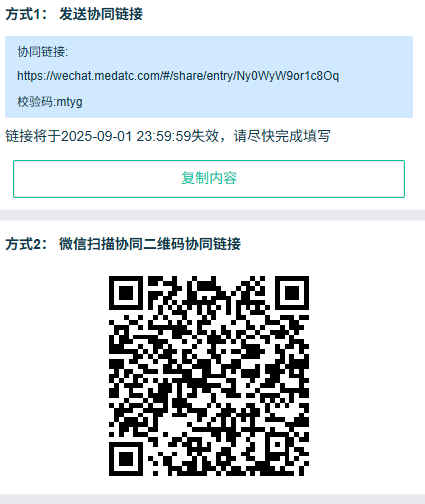 方式1： 发送协同链接
协同链接:
https://wechat.medatc.com/#/share/entry/Ny0WyW9or1c8Oq
校验码:mtyg
链接将于2025-09-01 23:59:59失效，请尽快完成填写
复制内容
方式2： 微信扫描协同二维码协同链接